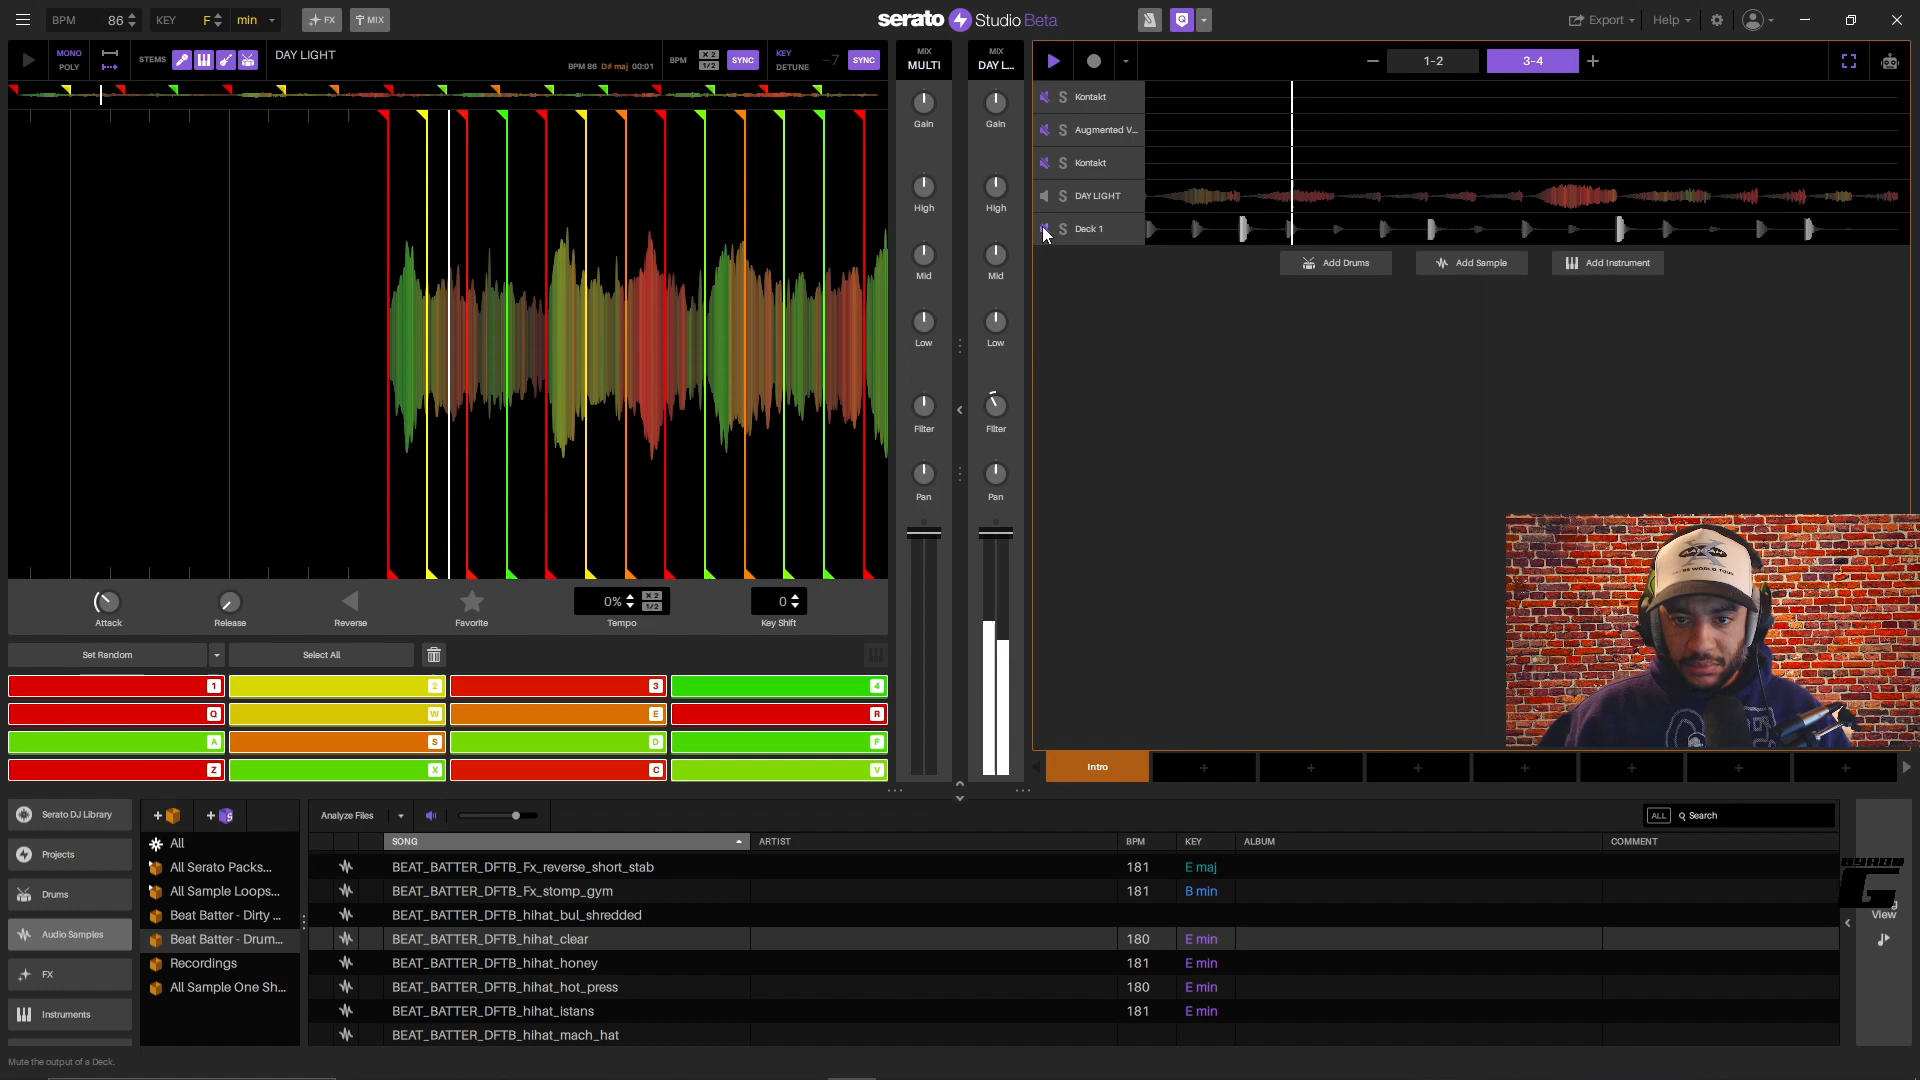 BPM 86 KEY F min FX MIX
serato Studio Beta
Export Help
MONO
POLY
STEMS
DAY LIGHT
BPM 86 D# maj 00:01
BPM X 2 1/2 SYNC
KEY
DETUNE -7 SYNC
MIX
MULTI
MIX
DAY L...
1-2 3-4
S Kontakt
S Augmented V...
S Kontakt
S DAY LIGHT
S Deck 1
Add Drums Add Sample Add Instrument
Gain Gain
High High
Mid Mid
Low Low
Filter Filter
Pan Pan
0% X 2 1/2 0
Attack Release Reverse Favorite Tempo Key Shift
Set Random Select All
1 2 3 4
Q W E R
A S D F
Z X C V
Intro
Serato DJ Library
Projects
Drums
Audio Samples
FX
Instruments
All
All Serato Packs...
All Sample Loops...
Beat Batter - Dirty ...
Beat Batter - Drum...
Recordings
All Sample One Sh...
Analyze Files ALL Search
SONG ARTIST BPM KEY ALBUM COMMENT
BEAT_BATTER_DFTB_Fx_reverse_short_stab 181 E maj
BEAT_BATTER_DFTB_Fx_stomp_gym 181 B min
BEAT_BATTER_DFTB_hihat_bul_shredded
BEAT_BATTER_DFTB_hihat_clear 180 E min
BEAT_BATTER_DFTB_hihat_honey 181 E min
BEAT_BATTER_DFTB_hihat_hot_press 180 E min
BEAT_BATTER_DFTB_hihat_istans 181 E min
BEAT_BATTER_DFTB_hihat_mach_hat
View
Mute the output of a Deck.